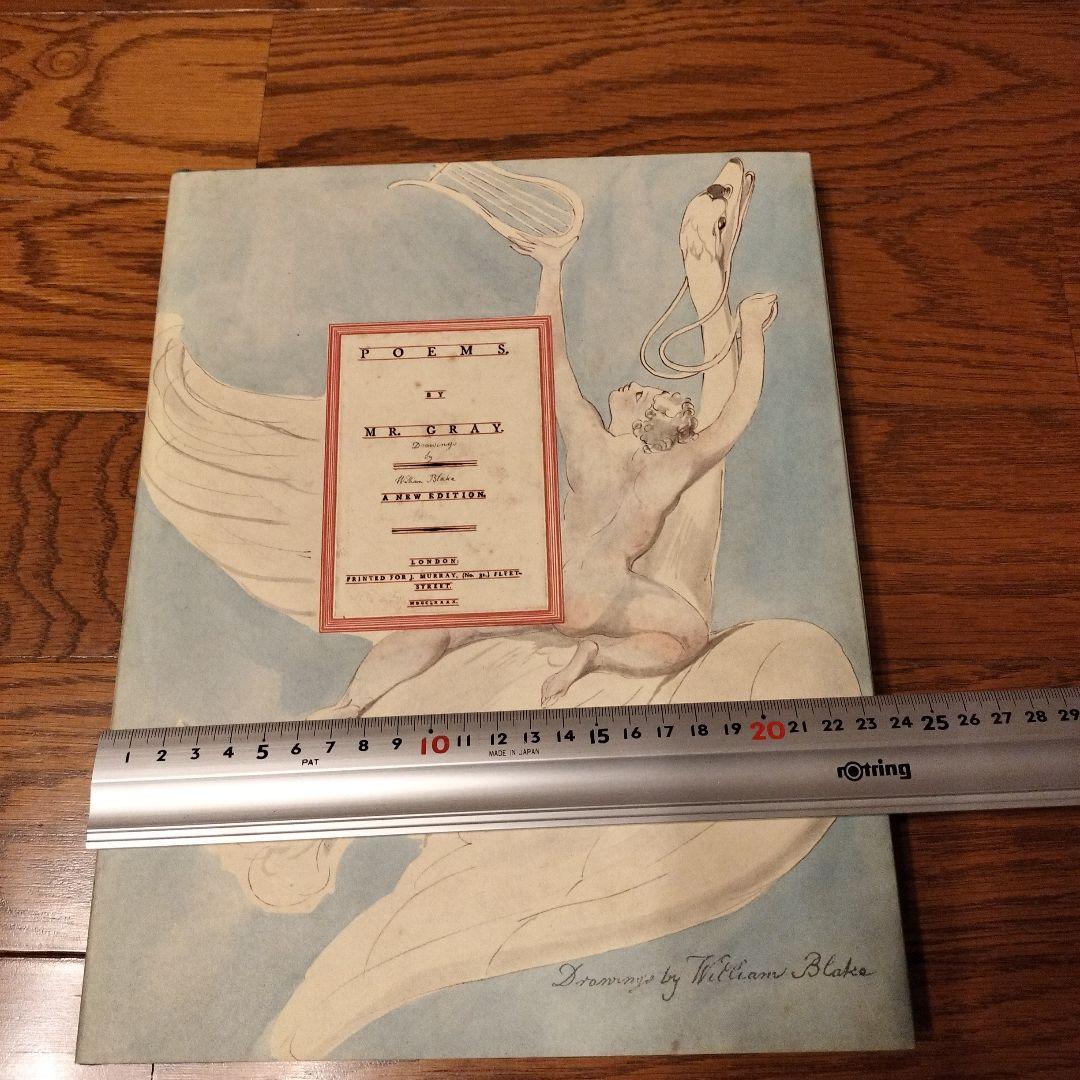 POEMS.
BY
MR. GRAY.
Drawings
by
William Blake
A NEW EDITION.
LONDON:
PRINTED FOR J. MURRAY, (No. 32.) FLEET-
STREET.
MDCCLXXXX.
1 2 3 4 5 6 7 8 9 10 11 12 13 14 15 16 17 18 19 20 21 22 23 24 25 26 27 28 29
PAT
MADE IN JAPAN
rotring
Drawings by William Blake